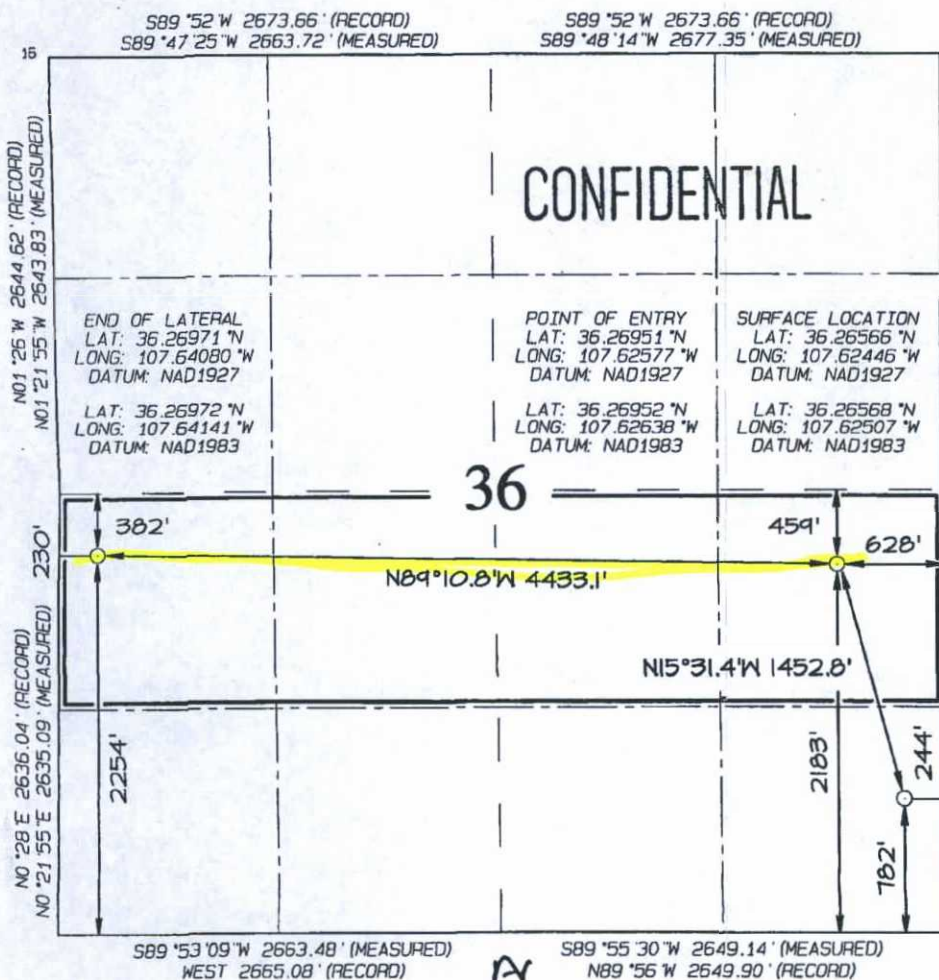 S89°52'W 2673.66' (RECORD)
S89°47'25"W 2663.72' (MEASURED)
S89°52'W 2673.66' (RECORD)
S89°48'14"W 2677.35' (MEASURED)
16
N01°26'W 2644.62' (RECORD)
N01°21'55"W 2643.83' (MEASURED)
CONFIDENTIAL
END OF LATERAL
LAT: 36.26971 °N
LONG: 107.64080 °W
DATUM: NAD1927
LAT: 36.26972 °N
LONG: 107.64141 °W
DATUM: NAD1983
POINT OF ENTRY
LAT: 36.26951 °N
LONG: 107.62577 °W
DATUM: NAD1927
LAT: 36.26952 °N
LONG: 107.62638 °W
DATUM: NAD1983
SURFACE LOCATION
LAT: 36.26566 °N
LONG: 107.62446 °W
DATUM: NAD1927
LAT: 36.26568 °N
LONG: 107.62507 °W
DATUM: NAD1983
36
382'
459'
230'
628'
N89°10.8'W 4433.1'
N15°31.4'W 1452.8'
N0°28'E 2636.04' (RECORD)
N0°21'55"E 2635.09' (MEASURED)
2254'
2183'
244'
782'
S89°53'09"W 2663.48' (MEASURED)
WEST 2665.08' (RECORD)
S89°55'30"W 2649.14' (MEASURED)
N89°56'W 2649.90' (RECORD)